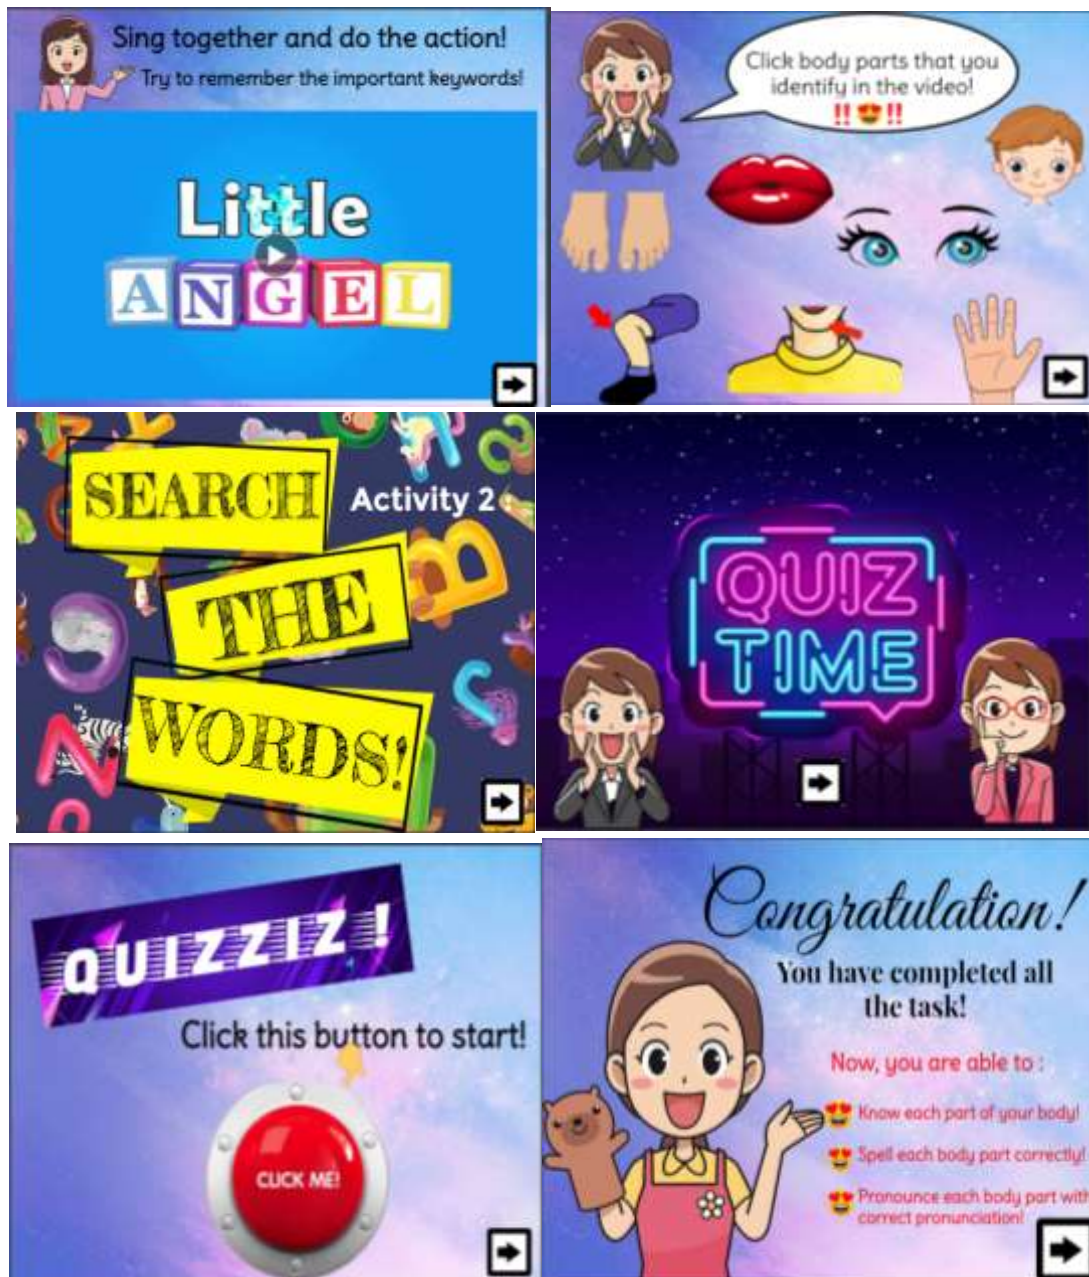 Sing together and do the action!
Try to remember the important keywords!
Little
ANGEL
Click body parts that you
identify in the video!
!! !!
SEARCH
Activity 2 :
THE
WORDS!
QUIZ
TIME
QUIZZIZ !
Click this button to start!
CLICK ME!
Congratulation!
You have completed all
the task!
Now, you are able to :
Know each part of your body!
Spell each body part correctly!
Pronounce each body part with
correct pronunciation!